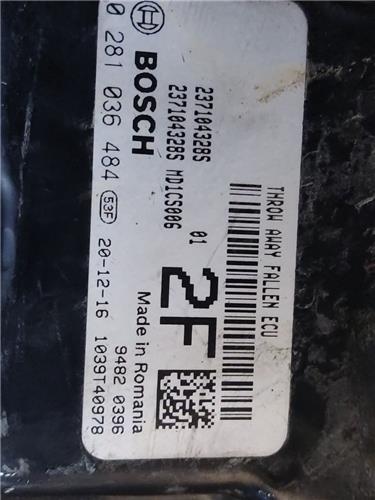 THROW AWAY FALLEN ECU
237104328S 01
237104328S MD1CS006
2F
BOSCH
Made in Romania
9482 0396
0 281 036 484 53F 20-12-16 1039T40978